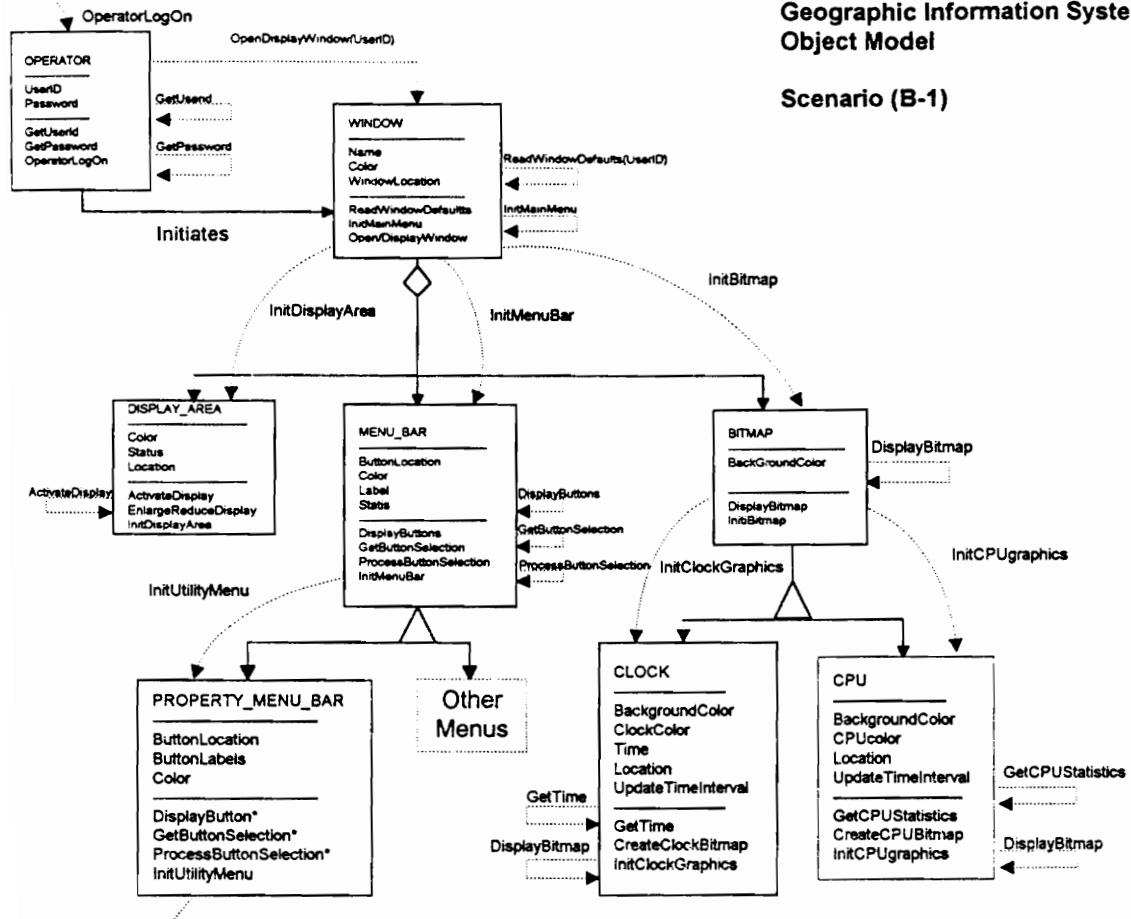 Geographic Information Syste
Object Model
Scenario (B-1)
OperatorLogOn
OpenDisplayWindow(UserID)
OPERATOR
UserID
Password
GetUserId
GetPassword
OperatorLogOn
GetUserid
GetPassword
Initiates
WINDOW
Name
Color
WindowLocation
ReadWindowDefaultts
InitMainMenu
Open/DisplayWindow
ReadWindowDefaults(UserID)
InitMainMenu
InitDisplayArea
InitMenuBar
InitBitmap
DISPLAY_AREA
Color
Status
Location
ActivateDisplay
EnlargeReduceDisplay
InitDisplayArea
ActivateDisplay
MENU_BAR
ButtonLocation
Color
Label
Statis
DisplayButtons
GetButtonSelection
ProcessButtonSelection
InitMenuBar
DisplayButtons
GetButtonSelection
ProcessButtonSelection
BITMAP
BackGroundColor
DisplayBitmap
InitiBitmap
DisplayBitmap
InitUtilityMenu
InitClockGraphics
InitCPUgraphics
PROPERTY_MENU_BAR
ButtonLocation
ButtonLabels
Color
DisplayButton*
GetButtonSelection*
ProcessButtonSelection*
InitUtilityMenu
Other
Menus
CLOCK
BackgroundColor
ClockColor
Time
Location
UpdateTimeInterval
GetTime
CreateClockBitmap
InitClockGraphics
GetTime
DisplayBitmap
CPU
BackgroundColor
CPUcolor
Location
UpdateTimeInterval
GetCPUStatistics
CreateCPUBitmap
InitCPUgraphics
GetCPUStatistics
DisplayBitmap